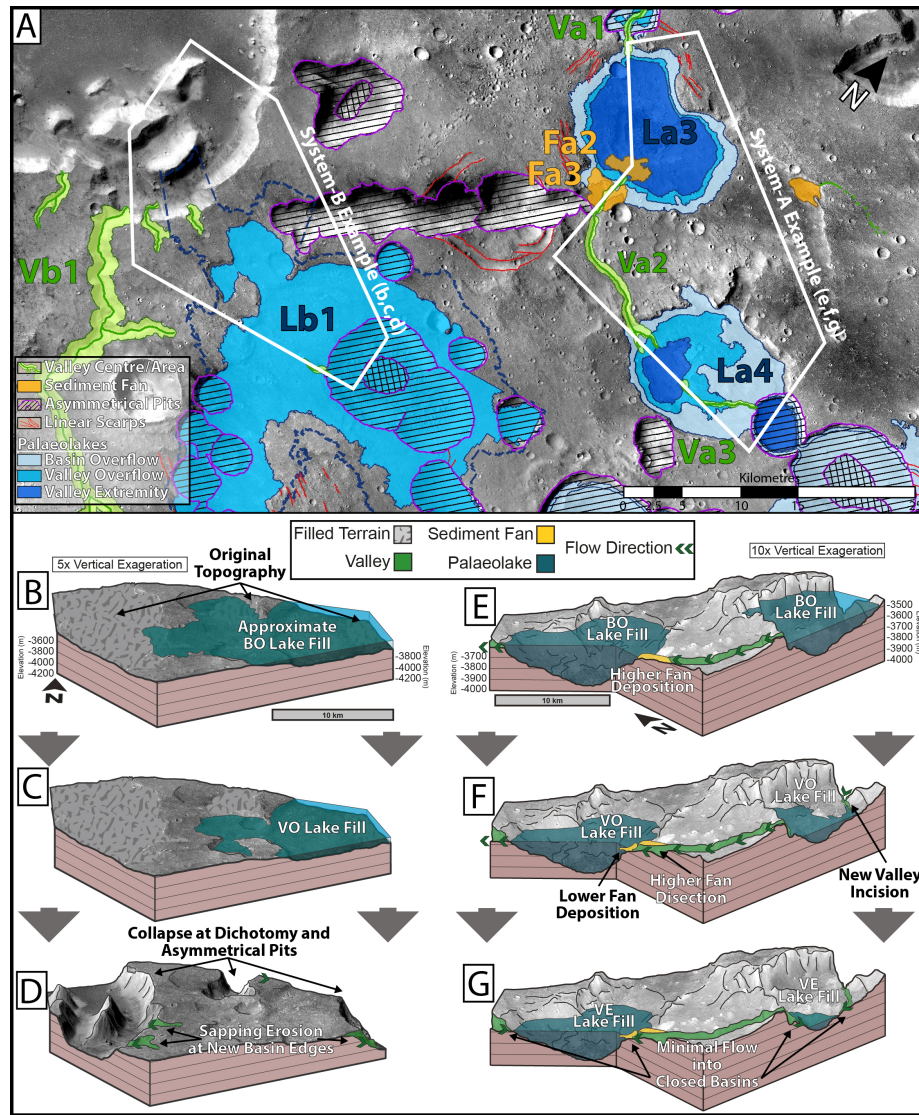 A
Va1
N
La3
Fa2
Fa3
System-B Example (b,c,d)
System-A Example (e,f,g)
Va2
Vb1
Lb1
La4
Va3
Valley Centre/Area
Sediment Fan
Asymmetrical Pits
Linear Scarps
Palaeolakes
Basin Overflow
Valley Overflow
Valley Extremity
Kilometres
0 2.5 5 10 15 20
Filled Terrain
Sediment Fan
Valley
Palaeolake
Flow Direction
5x Vertical Exageration
10x Vertical Exageration
B
Original
Topography
Approximate
BO Lake Fill
Elevation (m)
-3600
-3800
-4000
-4200
-3800
-4000
-4200
Elevation (m)
N
10 km
E
BO
Lake Fill
BO
Lake Fill
Higher Fan
Deposition
Elevation (m)
-3700
-3800
-3900
-4000
-3500
-3600
-3700
-3800
-3900
-4000
10 km
N
C
VO Lake Fill
F
VO
Lake Fill
VO
Lake Fill
Lower Fan
Deposition
Higher Fan
Disection
New Valley
Incision
D
Collapse at Dichotomy and
Asymmetrical Pits
Sapping Erosion
at New Basin Edges
G
VE
Lake Fill
VE
Lake Fill
Minimal Flow
into
Closed Basins